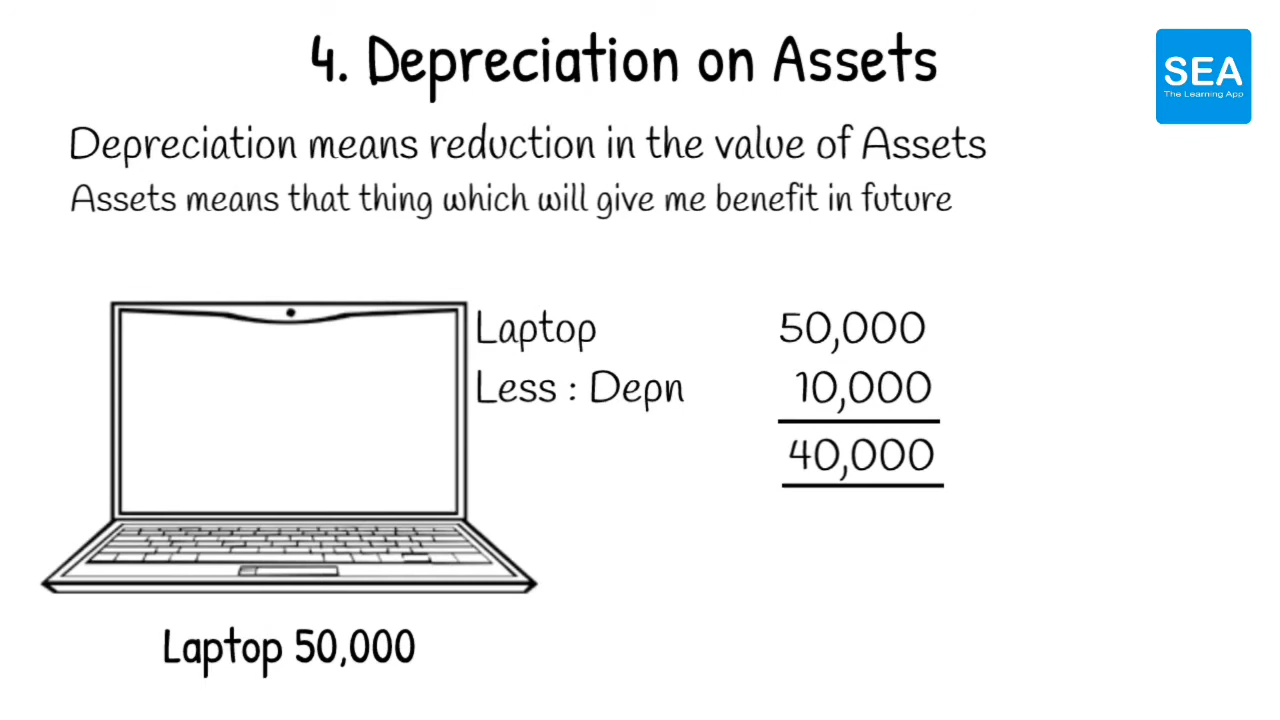 4. Depreciation on Assets
SEA
The Learning App
Depreciation means reduction in the value of Assets
Assets means that thing which will give me benefit in future
Laptop 50,000
Less : Depn 10,000
40,000
Laptop 50,000